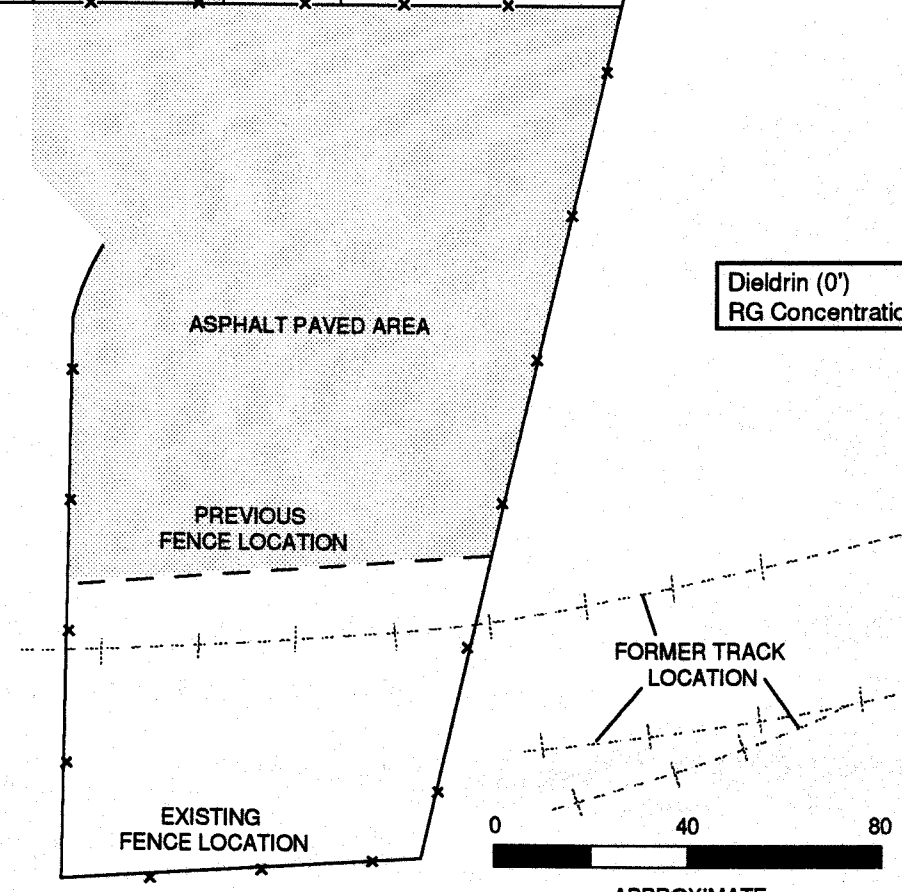 Dieldrin (0')
RG Concentratio
ASPHALT PAVED AREA
PREVIOUS
FENCE LOCATION
FORMER TRACK
LOCATION
EXISTING
FENCE LOCATION
0 40 80
APPROXIMATE